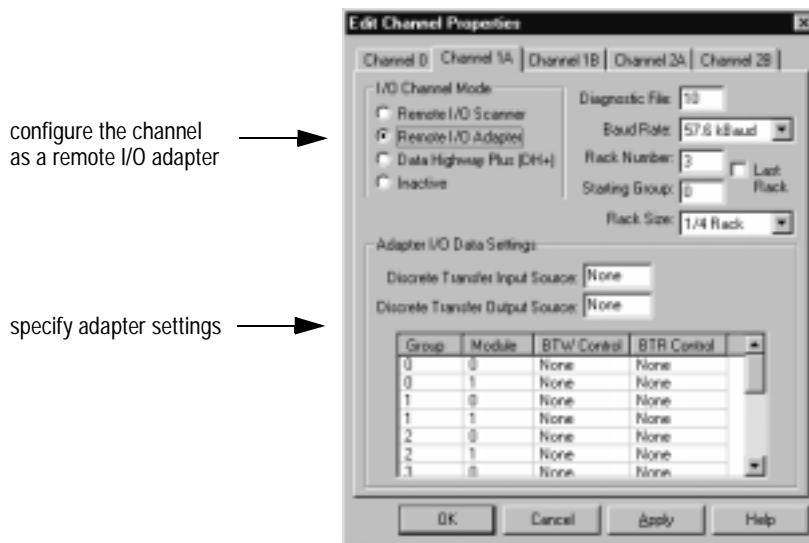 Edit Channel Properties
Channel 0 Channel 1A Channel 1B Channel 2A Channel 2B
I/O Channel Mode
Remote I/O Scanner
Remote I/O Adapter
Data Highway Plus (DH+)
Inactive
Diagnostic File: 10
Baud Rate: 57.6 kBaud
Rack Number: 3
Last Rack
Starting Group: 0
Rack Size: 1/4 Rack
configure the channel
as a remote I/O adapter
Adapter I/O Data Settings
Discrete Transfer Input Source: None
Discrete Transfer Output Source: None
specify adapter settings
Group Module BTW Control BTR Control
0 0 None None
0 1 None None
1 0 None None
1 1 None None
2 0 None None
2 1 None None
3 0 None None
OK Cancel Apply Help